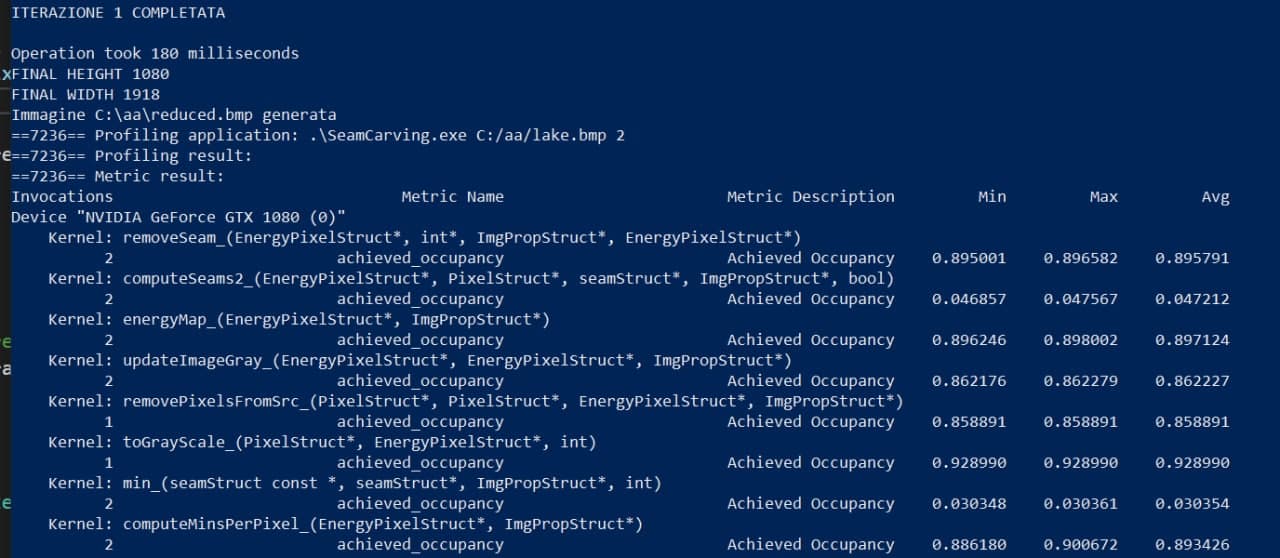 ITERAZIONE 1 COMPLETATA
Operation took 180 milliseconds
FINAL HEIGHT 1080
FINAL WIDTH 1918
Immagine C:\aa\reduced.bmp generata
==7236== Profiling application: .\SeamCarving.exe C:/aa/lake.bmp 2
==7236== Profiling result:
==7236== Metric result:
Invocations Metric Name Metric Description Min Max Avg
Device "NVIDIA GeForce GTX 1080 (0)"
Kernel: removeSeam_(EnergyPixelStruct*, int*, ImgPropStruct*, EnergyPixelStruct*)
2 achieved_occupancy Achieved Occupancy 0.895001 0.896582 0.895791
Kernel: computeSeams2_(EnergyPixelStruct*, PixelStruct*, seamStruct*, ImgPropStruct*, bool)
2 achieved_occupancy Achieved Occupancy 0.046857 0.047567 0.047212
Kernel: energyMap_(EnergyPixelStruct*, ImgPropStruct*)
2 achieved_occupancy Achieved Occupancy 0.896246 0.898002 0.897124
Kernel: updateImageGray_(EnergyPixelStruct*, EnergyPixelStruct*, ImgPropStruct*)
2 achieved_occupancy Achieved Occupancy 0.862176 0.862279 0.862227
Kernel: removePixelsFromSrc_(PixelStruct*, PixelStruct*, EnergyPixelStruct*, ImgPropStruct*)
1 achieved_occupancy Achieved Occupancy 0.858891 0.858891 0.858891
Kernel: toGrayScale_(PixelStruct*, EnergyPixelStruct*, int)
1 achieved_occupancy Achieved Occupancy 0.928990 0.928990 0.928990
Kernel: min_(seamStruct const *, seamStruct*, ImgPropStruct*, int)
2 achieved_occupancy Achieved Occupancy 0.030348 0.030361 0.030354
Kernel: computeMinsPerPixel_(EnergyPixelStruct*, ImgPropStruct*)
2 achieved_occupancy Achieved Occupancy 0.886180 0.900672 0.893426